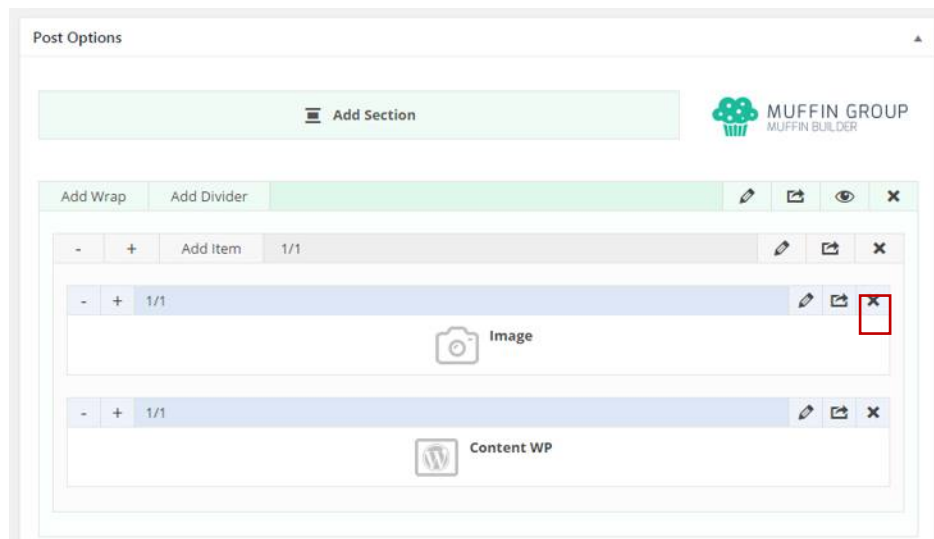 Post Options
Add Section
MUFFIN GROUP
MUFFIN BUILDER
Add Wrap Add Divider
- + Add Item 1/1
- + 1/1
Image
- + 1/1
Content WP